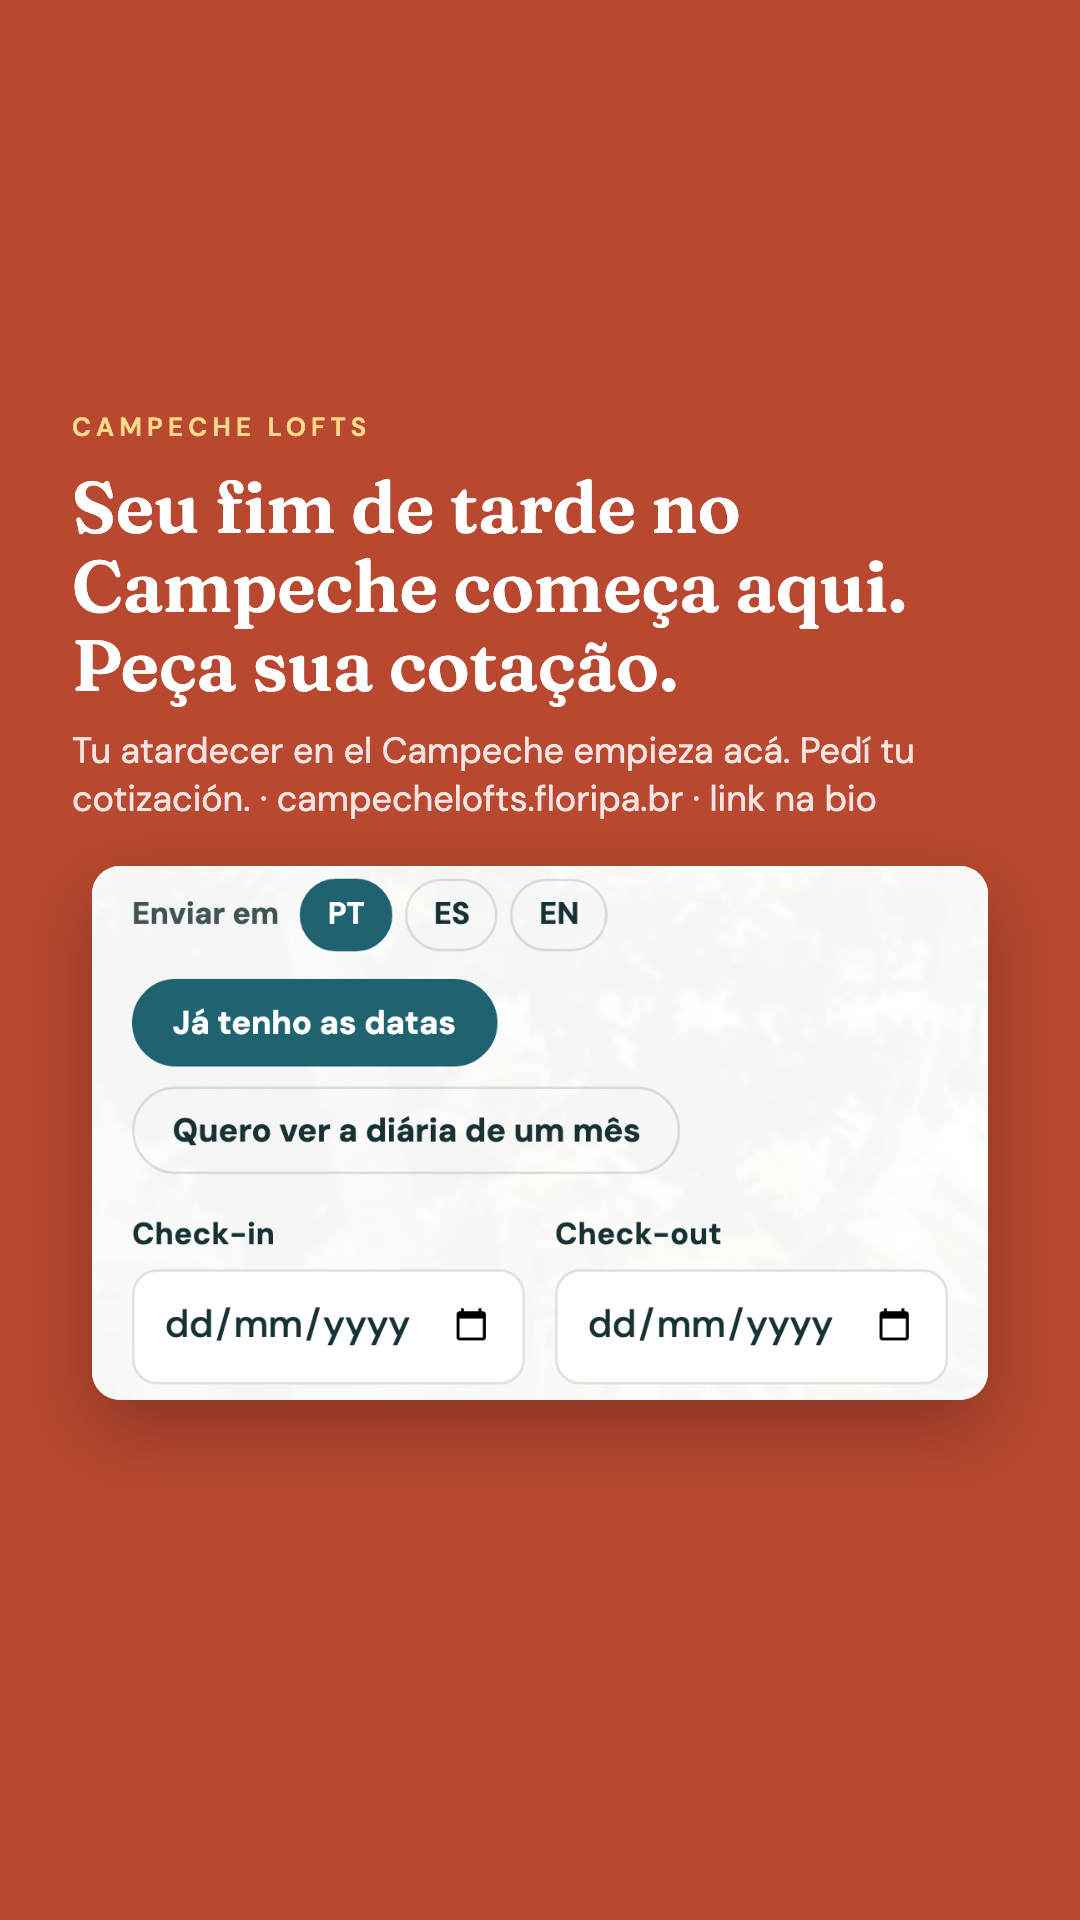 CAMPECHE LOFTS
Seu fim de tarde no
Campeche começa aqui.
Peça sua cotação.
Tu atardecer en el Campeche empieza acá. Pedí tu
cotización. · campechelofts.floripa.br · link na bio
Enviar em PT ES EN
Já tenho as datas
Quero ver a diária de um mês
Check-in Check-out
dd/mm/yyyy dd/mm/yyyy